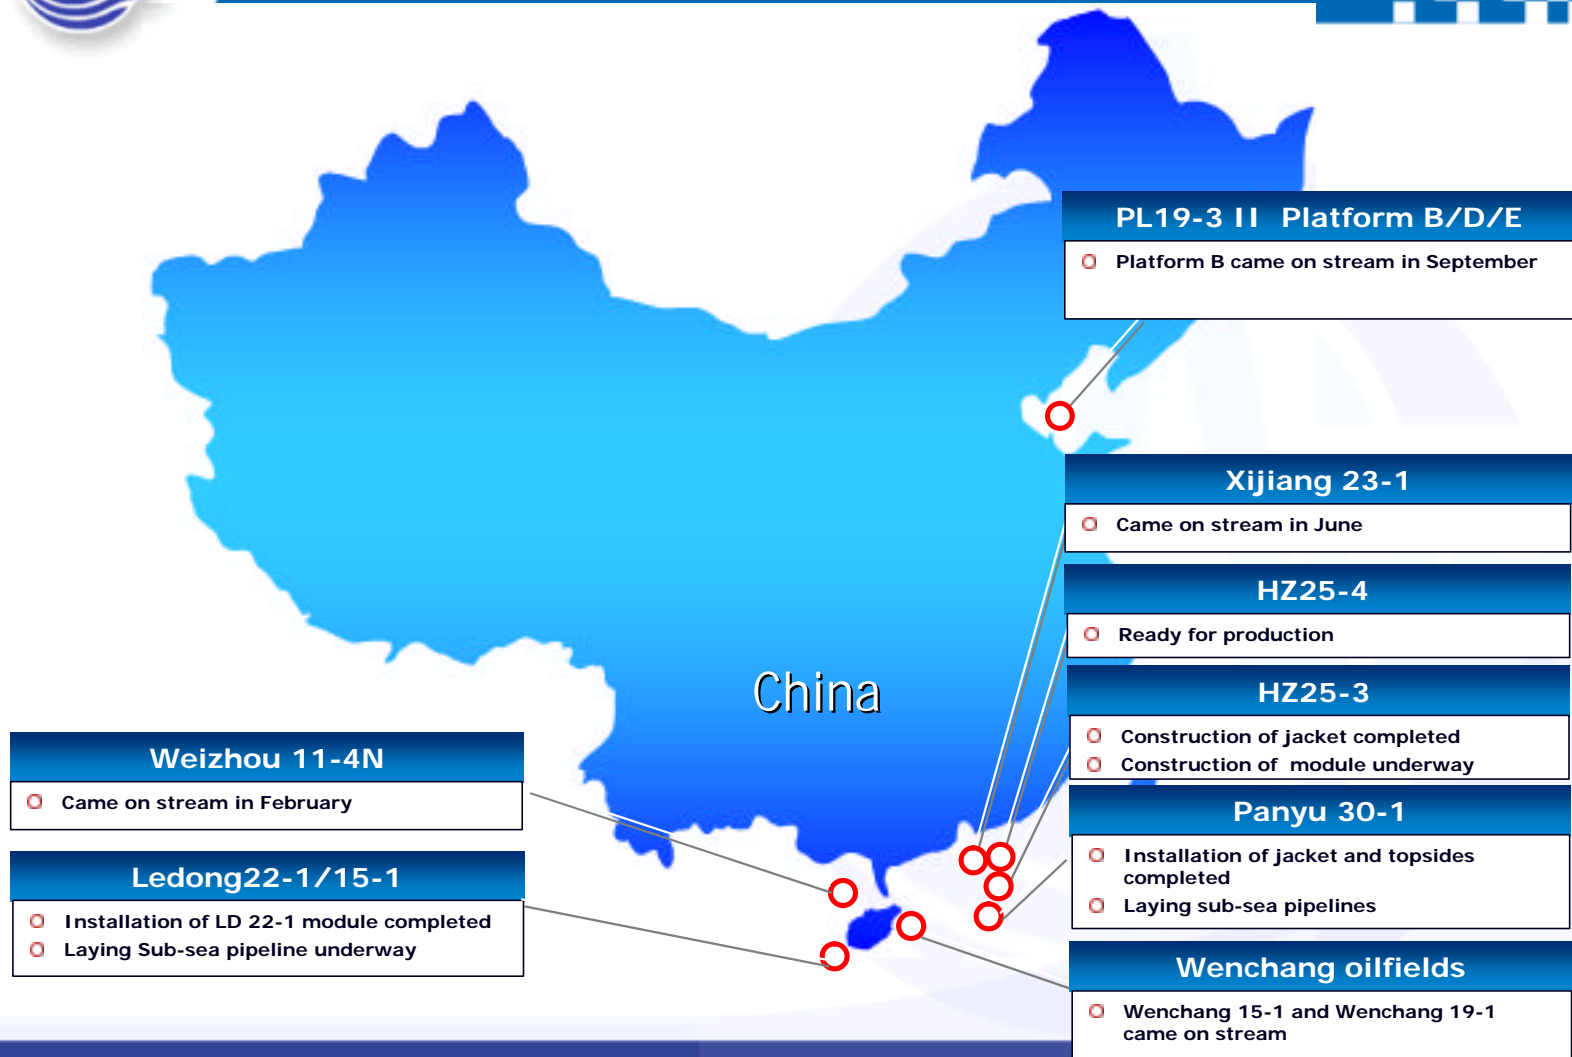 PL19-3 II Platform B/D/E
Platform B came on stream in September
Xijiang 23-1
Came on stream in June
HZ25-4
Ready for production
China
HZ25-3
Construction of jacket completed
Construction of module underway
Weizhou 11-4N
Came on stream in February
Panyu 30-1
Installation of jacket and topsides
completed
Laying sub-sea pipelines
Ledong22-1/15-1
Installation of LD 22-1 module completed
Laying Sub-sea pipeline underway
Wenchang oilfields
Wenchang 15-1 and Wenchang 19-1
came on stream